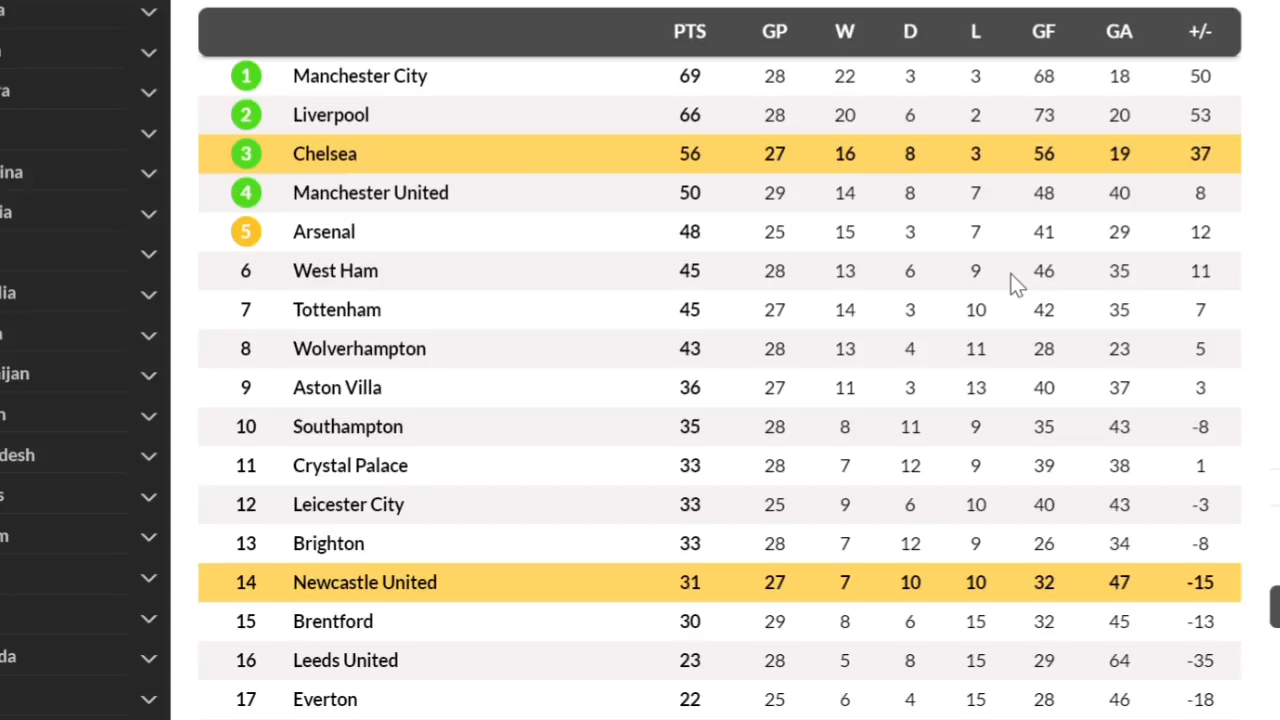 a
PTS GP W D L GF GA +/-
1 Manchester City 69 28 22 3 3 68 18 50
a
2 Liverpool 66 28 20 6 2 73 20 53
3 Chelsea 56 27 16 8 3 56 19 37
ina
4 Manchester United 50 29 14 8 7 48 40 8
ia
5 Arsenal 48 25 15 3 7 41 29 12
6 West Ham 45 28 13 6 9 46 35 11
lia
7 Tottenham 45 27 14 3 10 42 35 7
n
8 Wolverhampton 43 28 13 4 11 28 23 5
ijan
9 Aston Villa 36 27 11 3 13 40 37 3
n
10 Southampton 35 28 8 11 9 35 43 -8
desh
11 Crystal Palace 33 28 7 12 9 39 38 1
s
12 Leicester City 33 25 9 6 10 40 43 -3
m
13 Brighton 33 28 7 12 9 26 34 -8
14 Newcastle United 31 27 7 10 10 32 47 -15
15 Brentford 30 29 8 6 15 32 45 -13
da
16 Leeds United 23 28 5 8 15 29 64 -35
17 Everton 22 25 6 4 15 28 46 -18